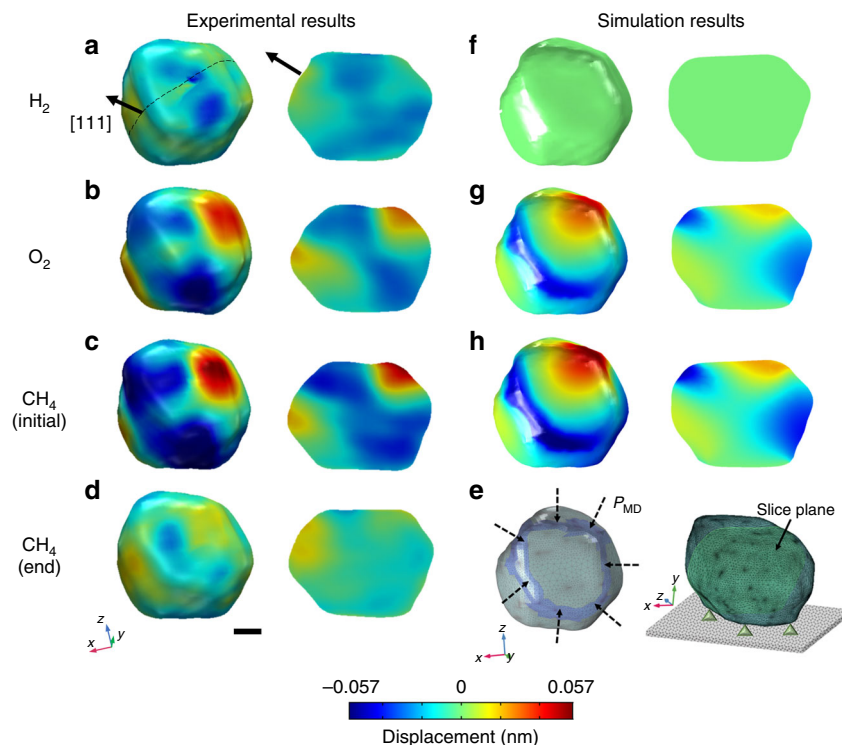 Experimental results
Simulation results
a
f
H2
[111]
b
g
O2
c
h
CH4
(initial)
d
e
PMD
Slice plane
CH4
(end)
z
x
y
z
x
y
y
z
x
−0.057
0
0.057
Displacement (nm)